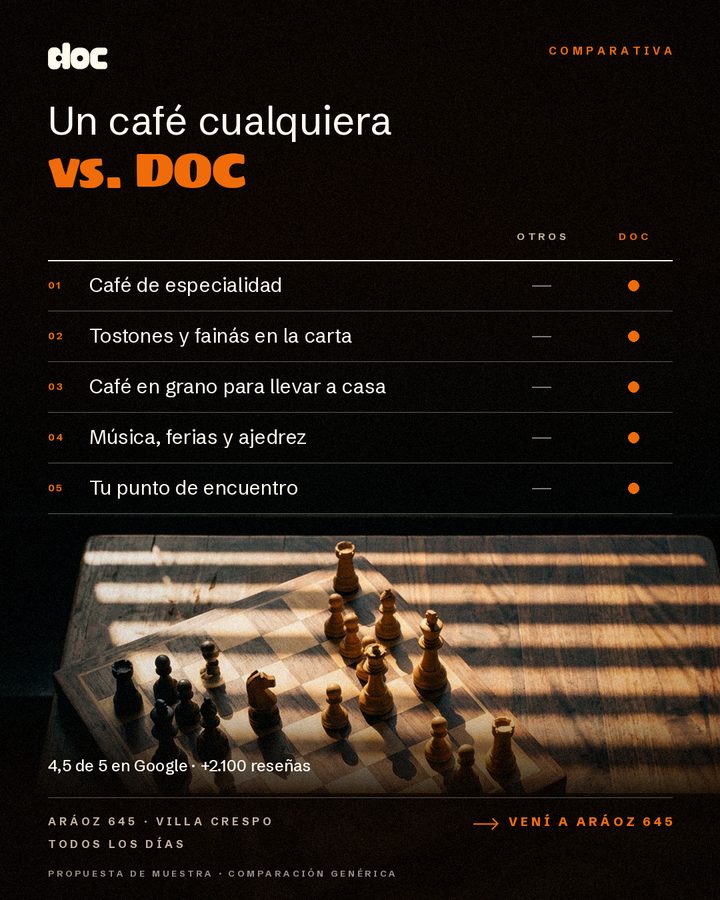 doc
COMPARATIVA
Un café cualquiera
vs. DOC
OTROS DOC
01 Café de especialidad —
02 Tostones y fainás en la carta —
03 Café en grano para llevar a casa —
04 Música, ferias y ajedrez —
05 Tu punto de encuentro —
4,5 de 5 en Google · +2.100 reseñas
ARÁOZ 645 · VILLA CRESPO
TODOS LOS DÍAS
→ VENÍ A ARÁOZ 645
PROPUESTA DE MUESTRA · COMPARACIÓN GENÉRICA